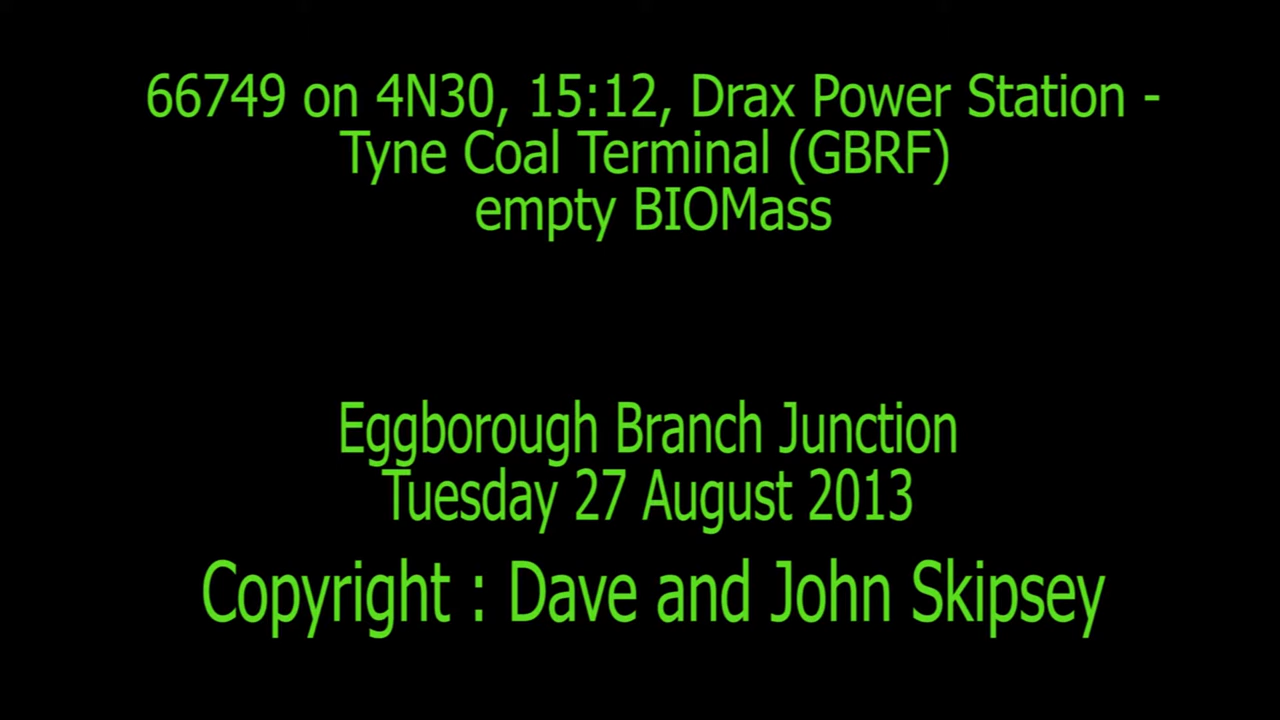 66749 on 4N30, 15:12, Drax Power Station -
Tyne Coal Terminal (GBRF)
empty BIOMass
Eggborough Branch Junction
Tuesday 27 August 2013
Copyright : Dave and John Skipsey